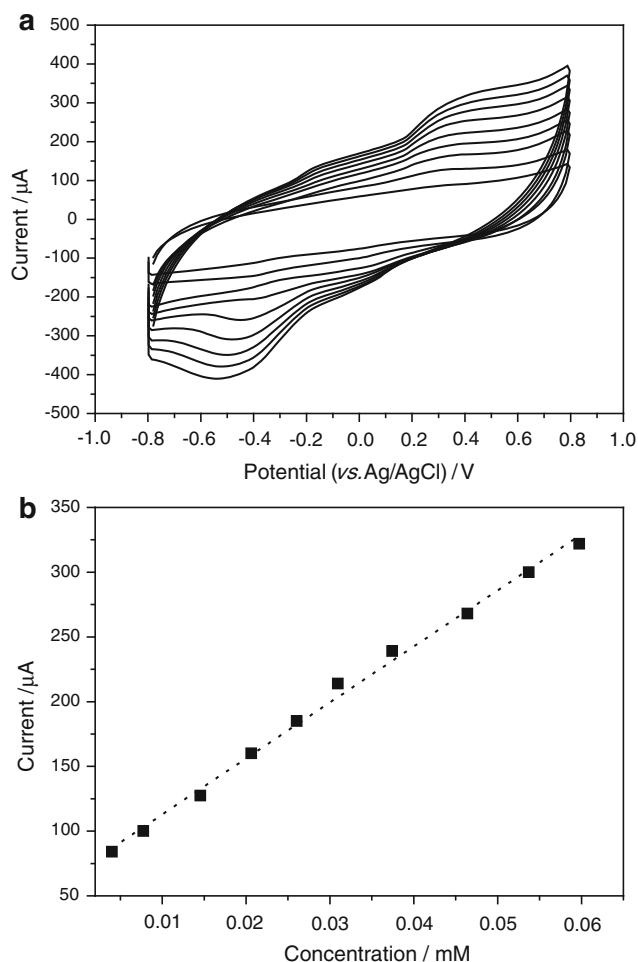 a
500
400
300
200
100
0
-100
-200
-300
-400
-500
Current /µA
-1.0 -0.8 -0.6 -0.4 -0.2 0.0 0.2 0.4 0.6 0.8 1.0
Potential (vs.Ag/AgCl) / V
b
350
300
250
200
150
100
50
Current /µA
0.01 0.02 0.03 0.04 0.05 0.06
Concentration / mM